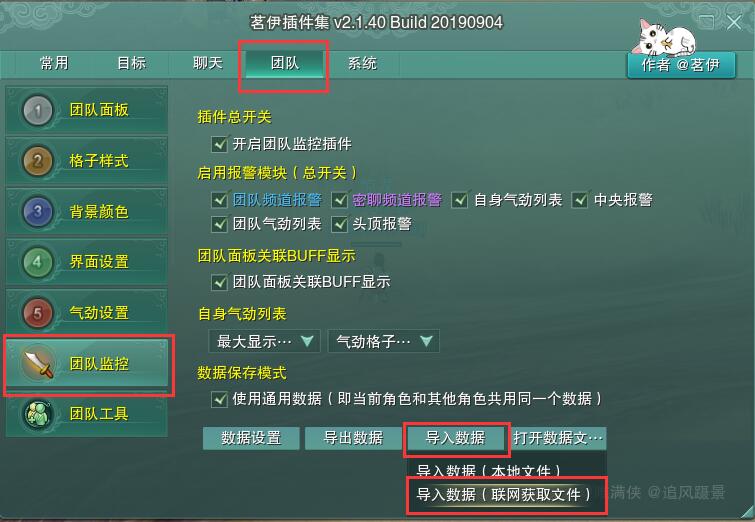 茗伊插件集 v2.1.40 Build 20190904
常用 目标 聊天 团队 系统
作者 @茗伊
1 团队面板
2 格子样式
3 背景颜色
4 界面设置
5 气劲设置
团队监控
团队工具
插件总开关
开启团队监控插件
启用报警模块（总开关）
团队频道报警 密聊频道报警 自身气劲列表 中央报警
团队气劲列表 头顶报警
团队面板关联BUFF显示
团队面板关联BUFF显示
自身气劲列表
最大显示··· 气劲格子···
数据保存模式
使用通用数据（即当前角色和其他角色共用同一个数据）
数据设置 导出数据 导入数据 打开数据文···
导入数据（本地文件）
导入数据（联网获取文件）
满侠 @追风蹑景